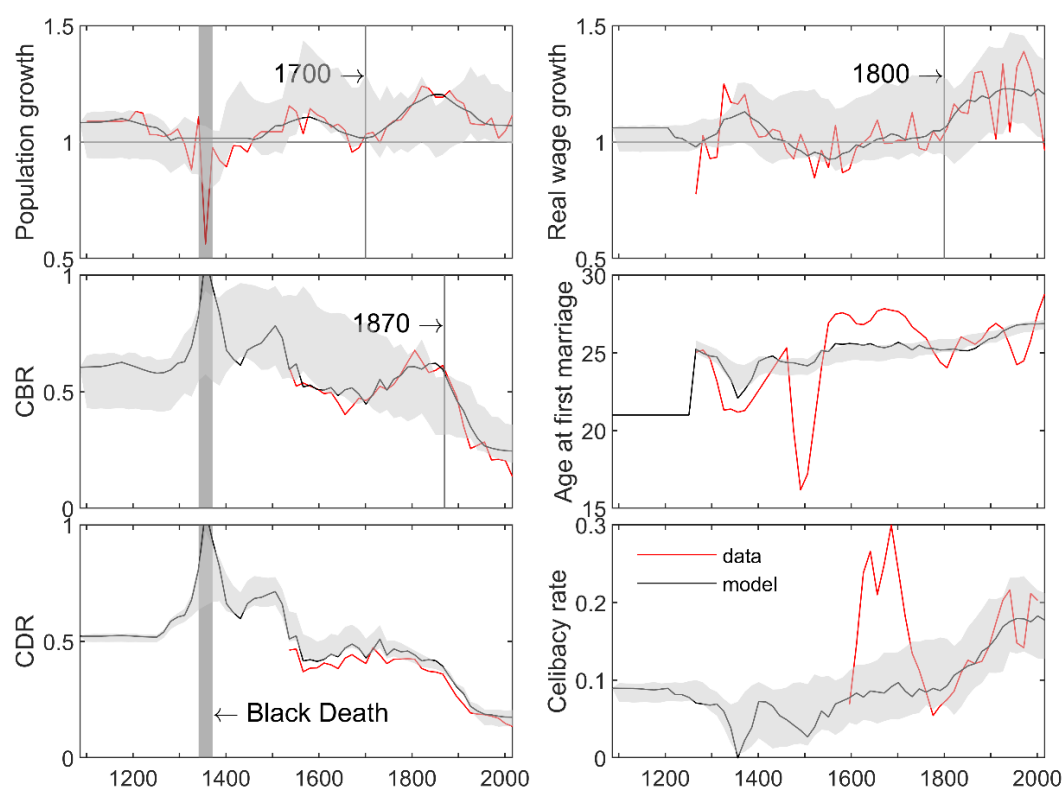 Population growth
1.5
1
0.5
1700 →
Real wage growth
1.5
1
0.5
1800 →
CBR
1
0.5
0
1870 →
Age at first marriage
30
25
21
15
CDR
1
0.5
0
← Black Death
1200 1400 1600 1800 2000
Celibacy rate
0.3
0.2
0.1
0
data
model
1200 1400 1600 1800 2000